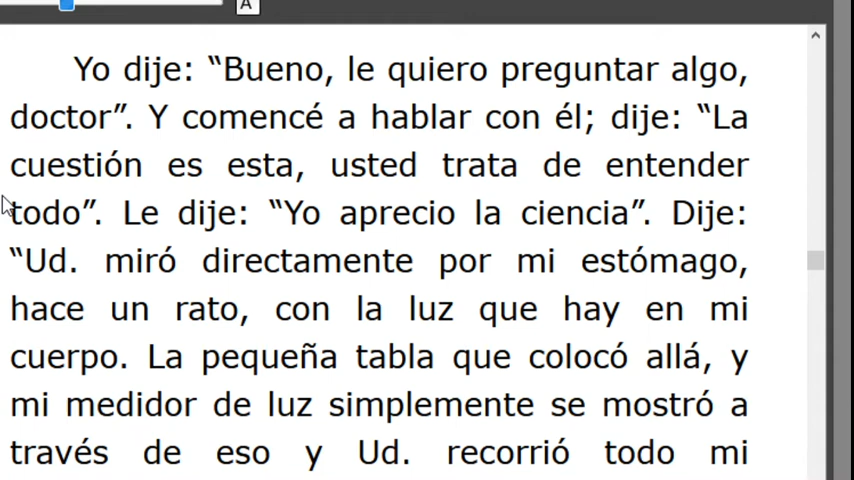 A
Yo dije: “Bueno, le quiero preguntar algo,
doctor”. Y comencé a hablar con él; dije: “La
cuestión es esta, usted trata de entender
todo”. Le dije: “Yo aprecio la ciencia”. Dije:
“Ud. miró directamente por mi estómago,
hace un rato, con la luz que hay en mi
cuerpo. La pequeña tabla que colocó allá, y
mi medidor de luz simplemente se mostró a
través de eso y Ud. recorrió todo mi